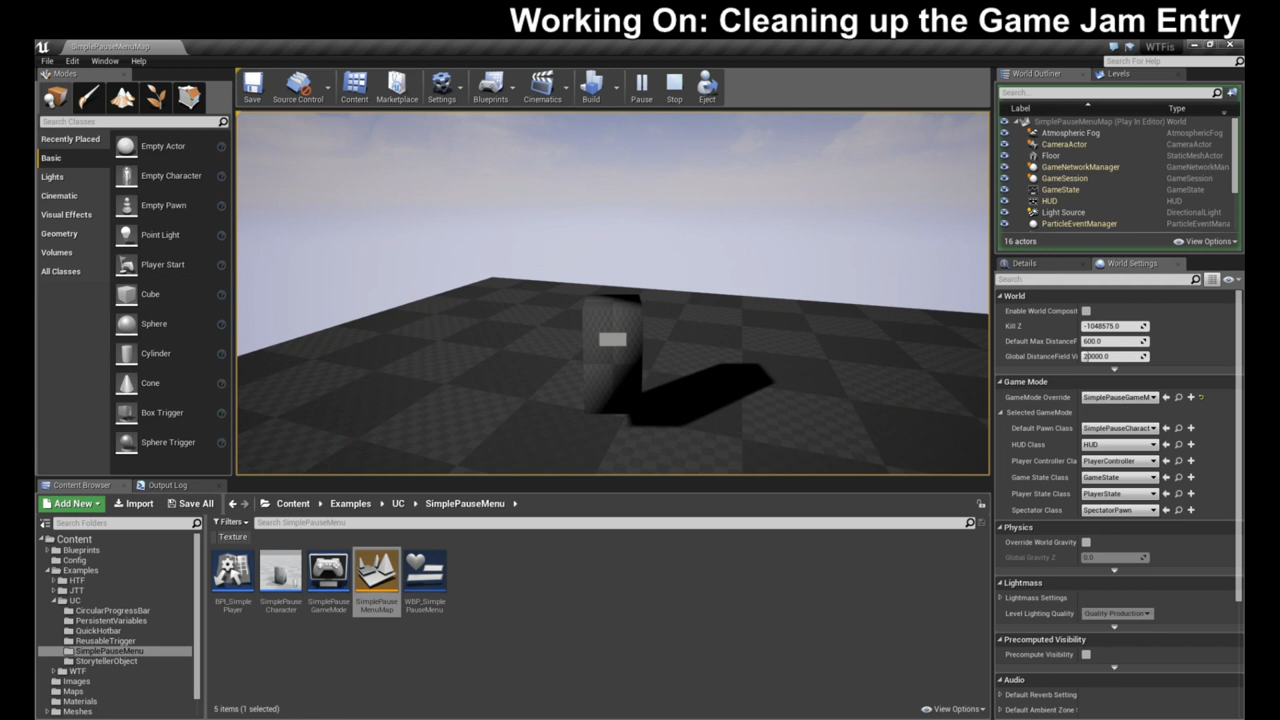 Working On: Cleaning up the Game Jam Entry
SimplePauseMenuMap
WTFis
File Edit Window Help
Search For Help
Modes
Save Source Control Content Marketplace Settings Blueprints Cinematics Build Pause Stop Eject
Search Classes
Recently Placed
Basic
Lights
Cinematic
Visual Effects
Geometry
Volumes
All Classes
Empty Actor
Empty Character
Empty Pawn
Point Light
Player Start
Cube
Sphere
Cylinder
Cone
Box Trigger
Sphere Trigger
World Outliner Levels
Search...
Label Type
SimplePauseMenuMap (Play In Editor) World
Atmospheric Fog AtmosphericFog
CameraActor CameraActor
Floor StaticMeshActor
GameNetworkManager GameNetworkMan
GameSession GameSession
GameState GameState
HUD HUD
Light Source DirectionalLight
ParticleEventManager ParticleEventMana
16 actors View Options
Details World Settings
Search
World
Enable World Composit
Kill Z -1048575.0
Default Max DistanceF 600.0
Global DistanceField Vi 20000.0
Game Mode
GameMode Override SimplePauseGameM
Selected GameMode
Default Pawn Class SimplePauseCharact
HUD Class HUD
Player Controller Cla PlayerController
Game State Class GameState
Player State Class PlayerState
Spectator Class SpectatorPawn
Physics
Override World Gravity
Global Gravity Z 0.0
Lightmass
Lightmass Settings
Level Lighting Quality Quality Production
Precomputed Visibility
Precompute Visibility
Audio
Default Reverb Setting
Default Ambient Zone
Content Browser Output Log
Add New Import Save All Content Examples UC SimplePauseMenu
Search Folders
Filters Search SimplePauseMenu
Texture
Content
Blueprints
Config
Examples
HTF
JTT
UC
CircularProgressBar
PersistentVariables
QuickHotbar
ReusableTrigger
SimplePauseMenu
StorytellerObject
WTF
Images
Maps
Materials
Meshes
BPI_Simple Player
SimplePause Character
SimplePause GameMode
SimplePause MenuMap
WBP_Simple PauseMenu
5 items (1 selected) View Options